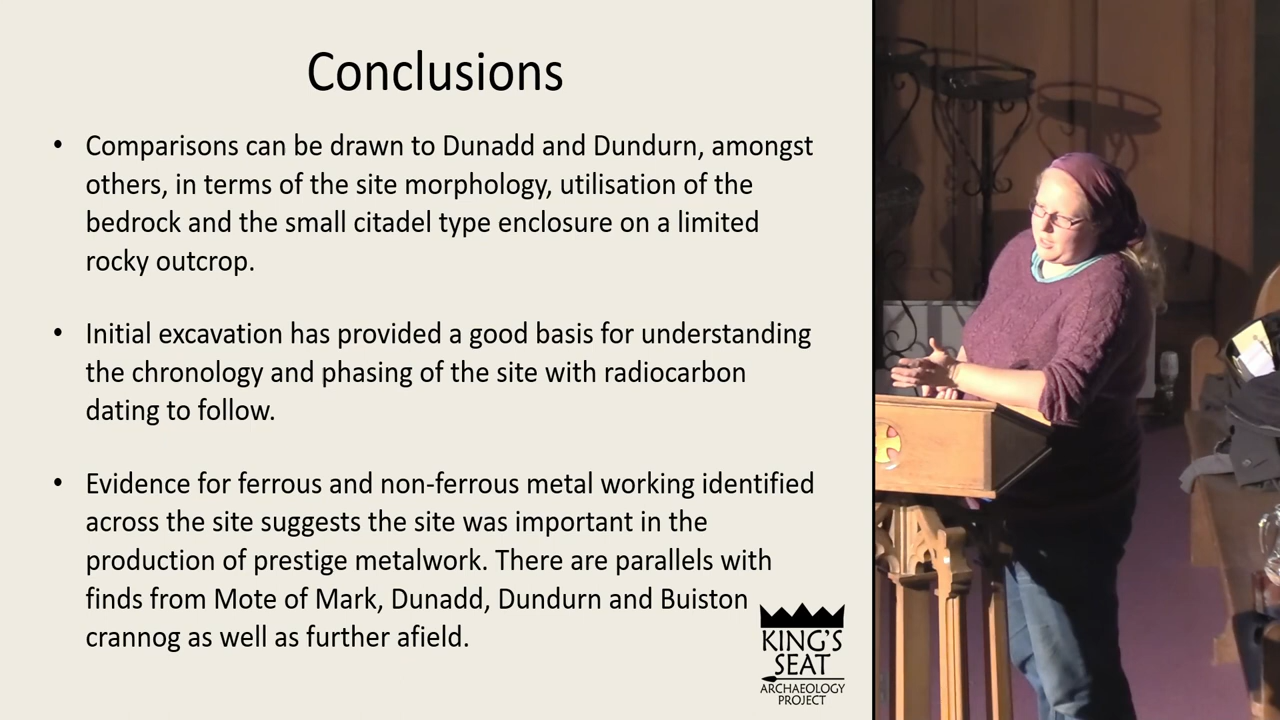 Conclusions
• Comparisons can be drawn to Dunadd and Dundurn, amongst
others, in terms of the site morphology, utilisation of the
bedrock and the small citadel type enclosure on a limited
rocky outcrop.
• Initial excavation has provided a good basis for understanding
the chronology and phasing of the site with radiocarbon
dating to follow.
• Evidence for ferrous and non-ferrous metal working identified
across the site suggests the site was important in the
production of prestige metalwork. There are parallels with
finds from Mote of Mark, Dunadd, Dundurn and Buiston
crannog as well as further afield.
KING'S
SEAT
ARCHAEOLOGY
PROJECT